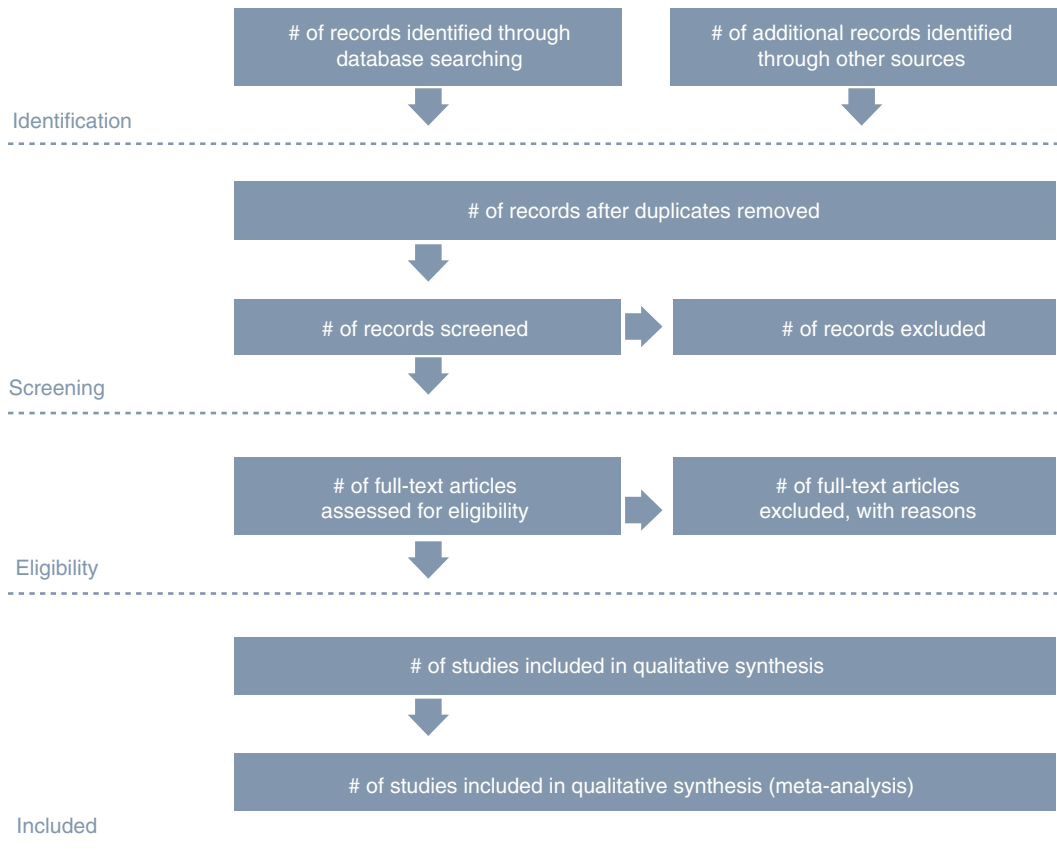 # of records identified through
database searching
# of additional records identified
through other sources
Identification
# of records after duplicates removed
# of records screened
# of records excluded
Screening
# of full-text articles
assessed for eligibility
# of full-text articles
excluded, with reasons
Eligibility
# of studies included in qualitative synthesis
# of studies included in qualitative synthesis (meta-analysis)
Included